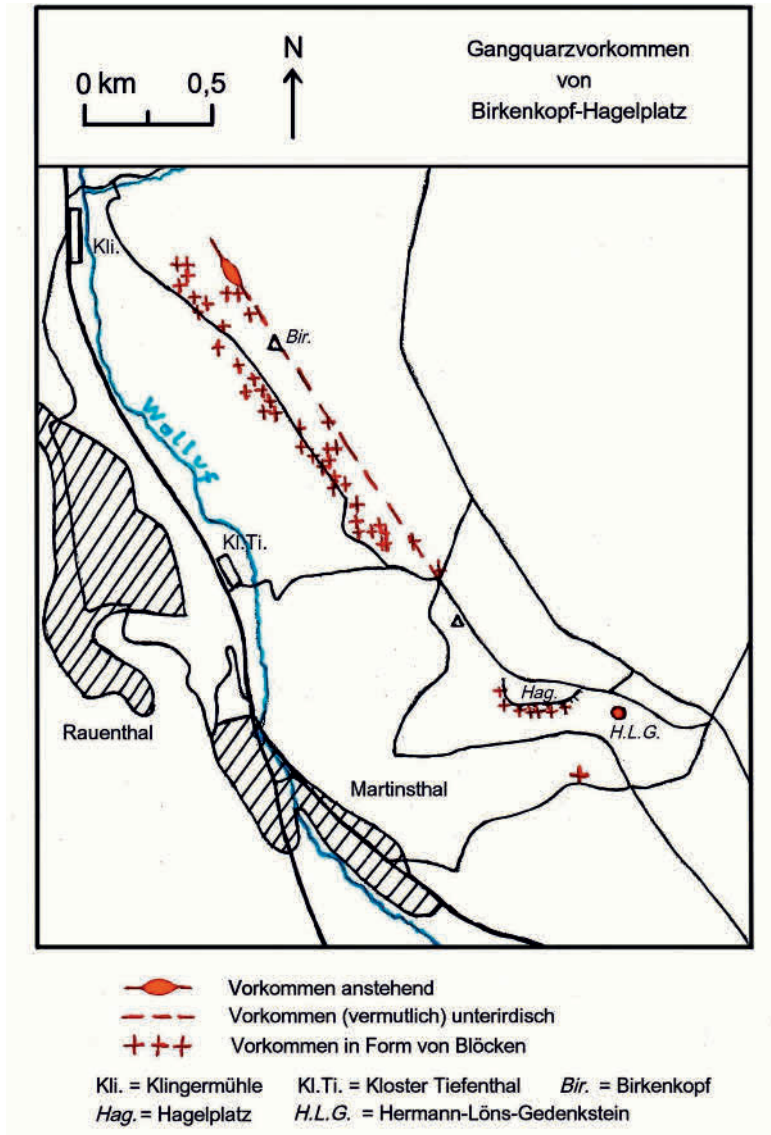 0 km 0,5
N
Gangquarzvorkommen
von
Birkenkopf-Hagelplatz
Kli.
Bir.
Walluf
Kl.Ti.
Hag.
H.L.G.
Rauenthal
Martinsthal
Vorkommen anstehend
Vorkommen (vermutlich) unterirdisch
Vorkommen in Form von Blöcken
Kli. = Klingermühle Kl.Ti. = Kloster Tiefenthal Bir. = Birkenkopf
Hag. = Hagelplatz H.L.G. = Hermann-Löns-Gedenkstein